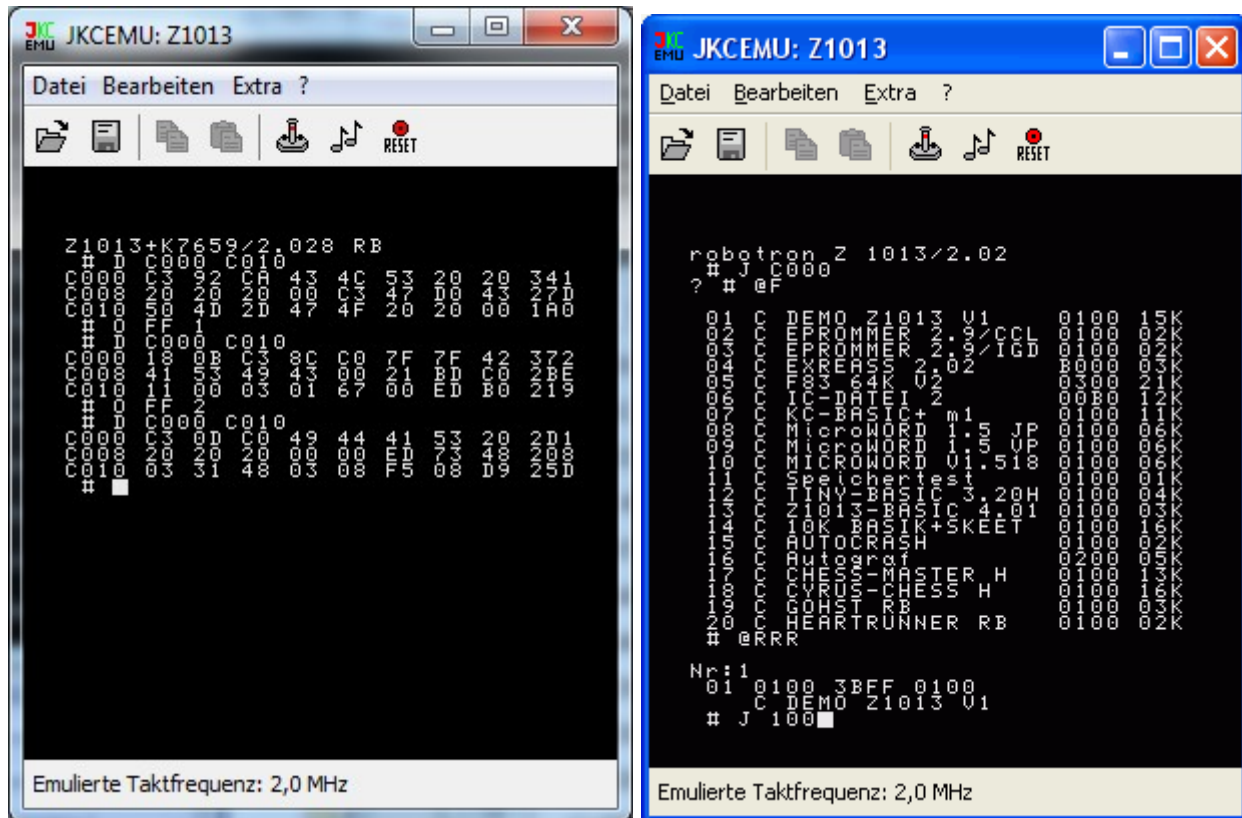 JKC
EMU
JKCEMU: Z1013
Datei Bearbeiten Extra ?
RESET
Z1013+K7659/2.028 RB
# D C000 C010
C000 C3 92 CA 43 4C 53 20 20 341
C008 20 20 20 00 C3 47 D0 43 27D
C010 50 4D 2D 47 4F 20 20 00 1A0
# O FF 1
# D C000 C010
C000 18 0B C3 8C C0 7F 7F 42 372
C008 41 53 49 43 00 21 BD C0 2BE
C010 11 00 03 01 67 00 ED B0 219
# O FF 2
# D C000 C010
C000 C3 0D C0 49 44 41 53 20 2D1
C008 20 20 20 00 00 ED 73 48 208
C010 03 31 48 03 08 F5 08 D9 25D
#
Emulierte Taktfrequenz: 2,0 MHz
JKC
EMU
JKCEMU: Z1013
Datei Bearbeiten Extra ?
RESET
robotron Z 1013/2.02
# J C000
? # @F
01 C DEMO Z1013 V1 0100 15K
02 C EPROMMER 2.9/CCL 0100 02K
03 C EPROMMER 2.9/IGD 0100 02K
04 C EXREASS 2.02 B000 03K
05 C F83 64K V2 0300 21K
06 C IC-DATEI 2 00B0 12K
07 C KC-BASIC+ m1 0100 11K
08 C MicroWORD 1.5 JP 0100 06K
09 C MicroWORD 1.5 VP 0100 06K
10 C MICROWORD V1.518 0100 06K
11 C Speichertest 0100 01K
12 C TINY-BASIC 3.20H 0100 04K
13 C Z1013-BASIC 4.01 0100 03K
14 C 10K BASIK+SKEET 0100 16K
15 C AUTOCRASH 0100 02K
16 C Autograf 0200 05K
17 C CHESS-MASTER H 0100 13K
18 C CYRUS-CHESS H 0100 16K
19 C GOHST RB 0100 03K
20 C HEARTRUNNER RB 0100 02K
# @RRR
Nr:1
01 0100 3BFF 0100
C DEMO Z1013 V1
# J 100
Emulierte Taktfrequenz: 2,0 MHz